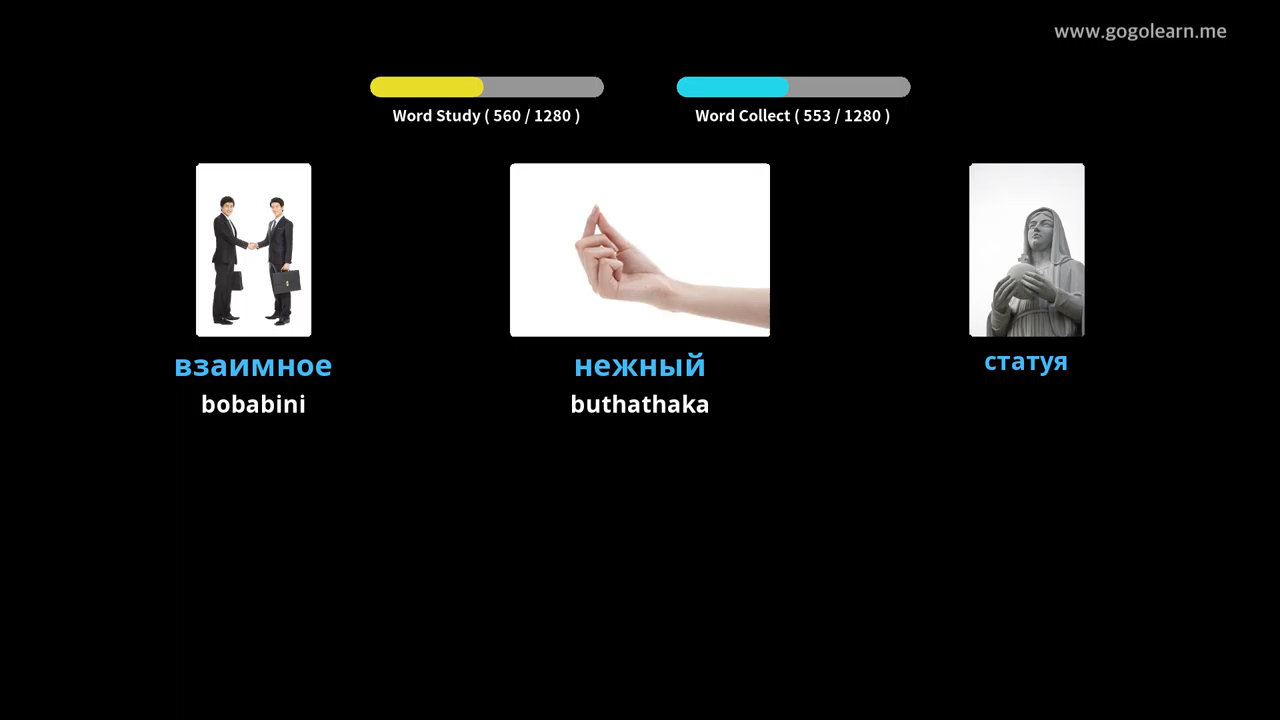 www.gogolearn.me
Word Study ( 560 / 1280 )
Word Collect ( 553 / 1280 )
взаимное
bobabini
нежный
buthathaka
статуя